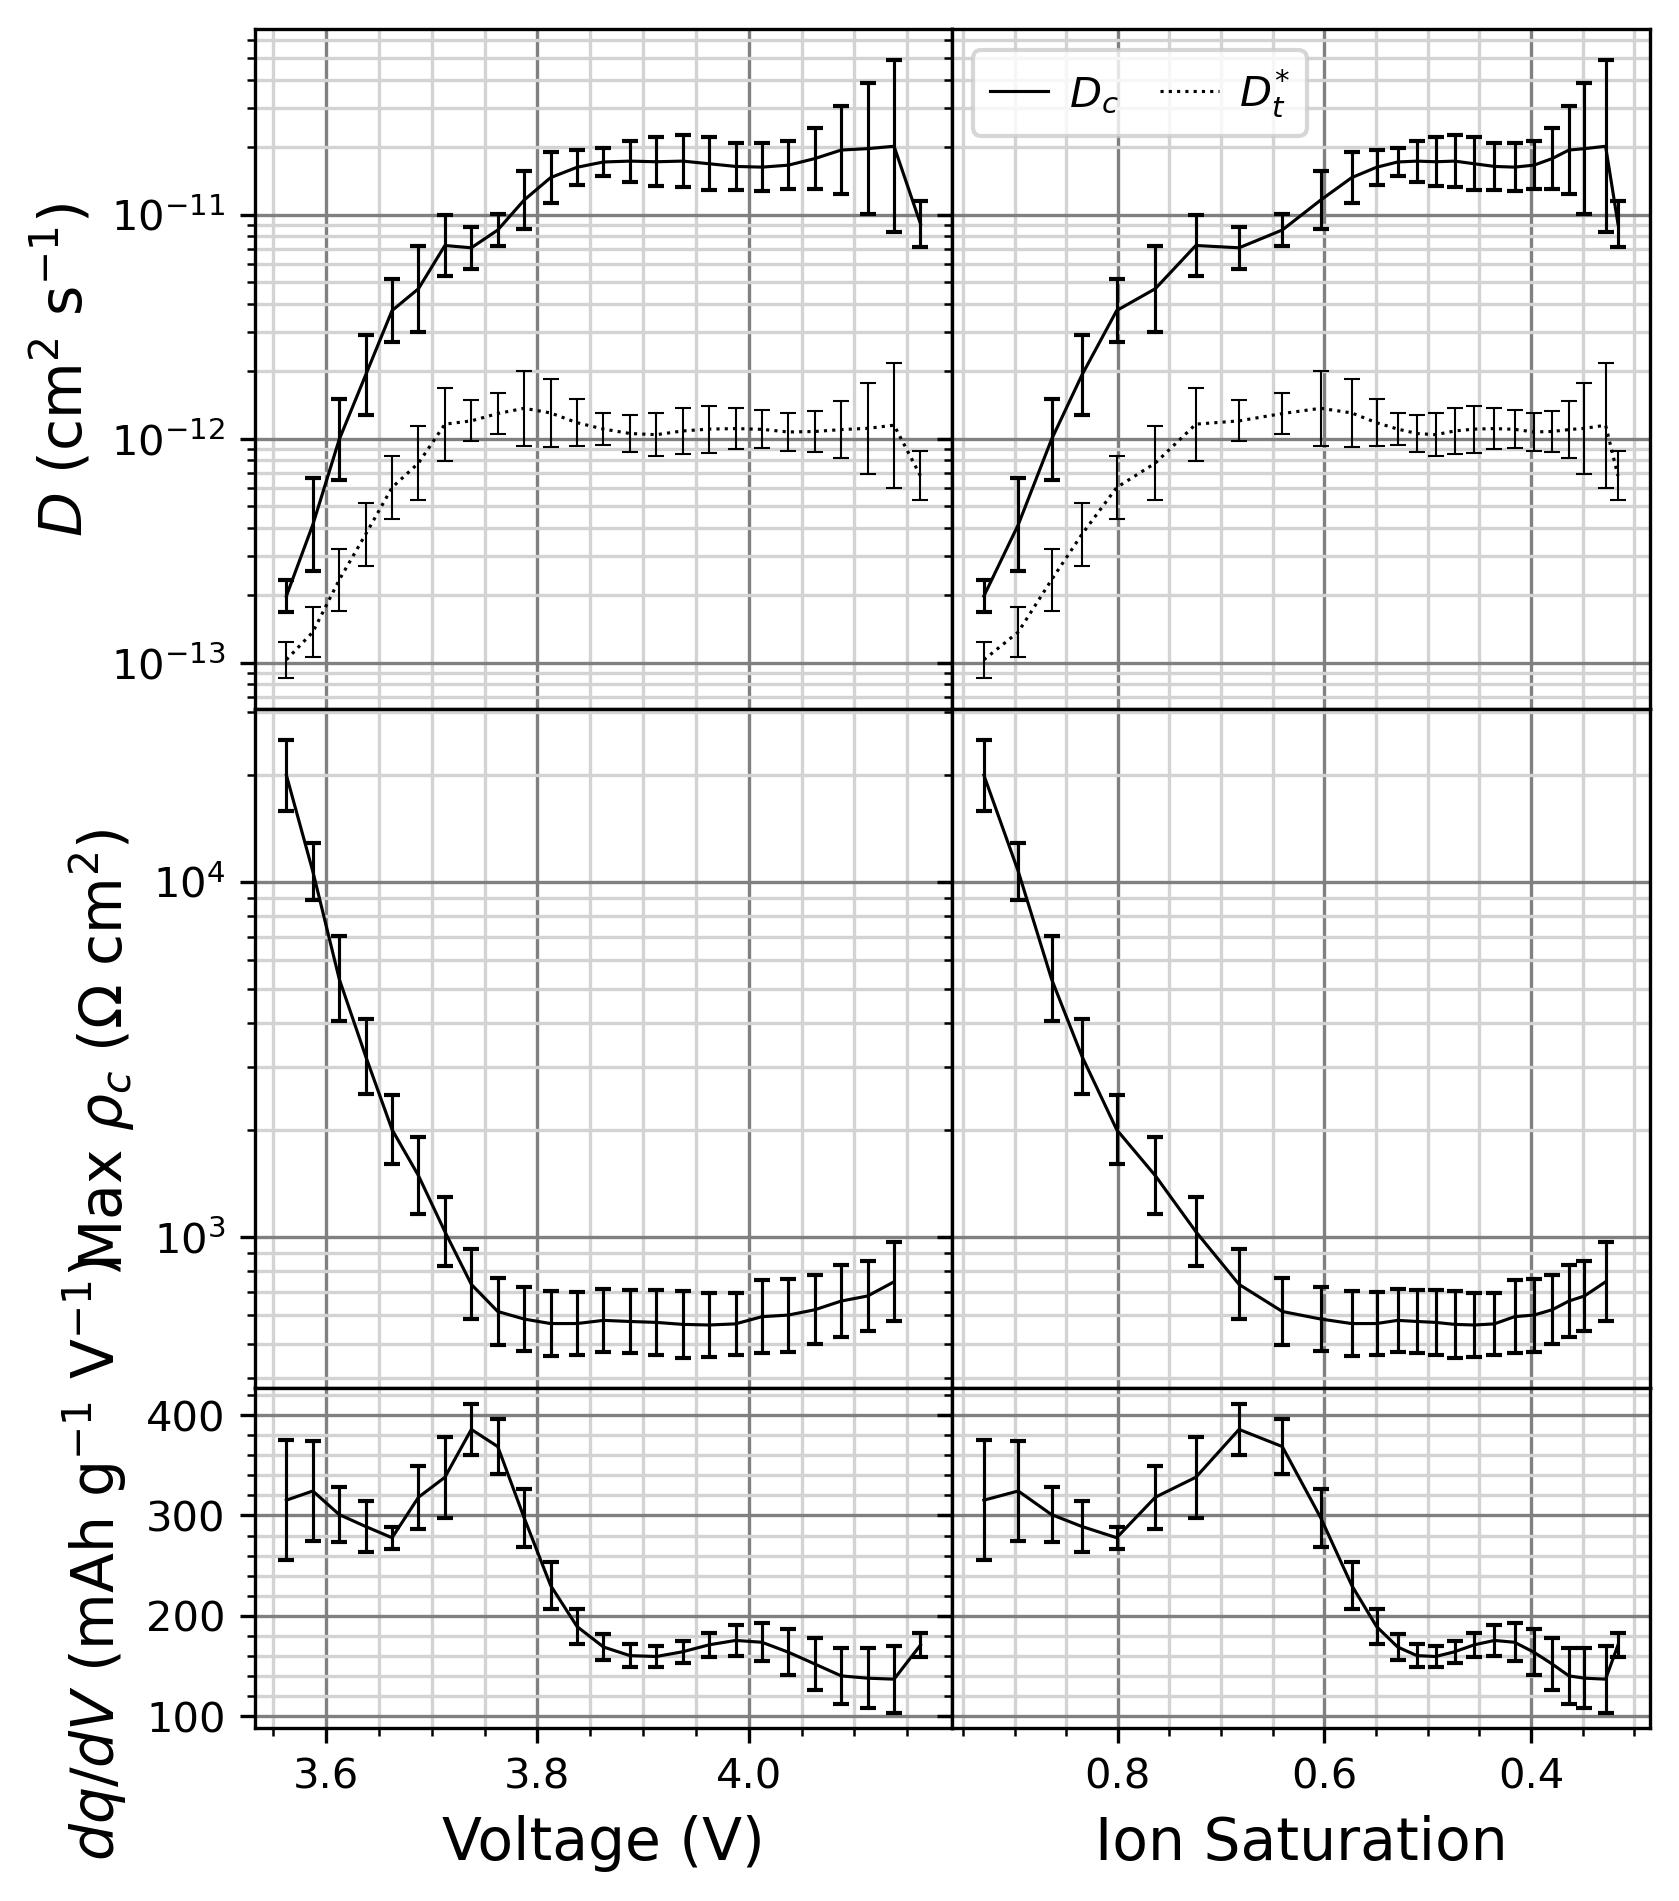 D (cm² s⁻¹)
10⁻¹¹
10⁻¹²
10⁻¹³
D_c
D_t^*
Max ρ_c (Ω cm²)
10⁴
10³
dq/dV (mAh g⁻¹ V⁻¹)
400
300
200
100
3.6 3.8 4.0
0.8 0.6 0.4
Voltage (V)
Ion Saturation